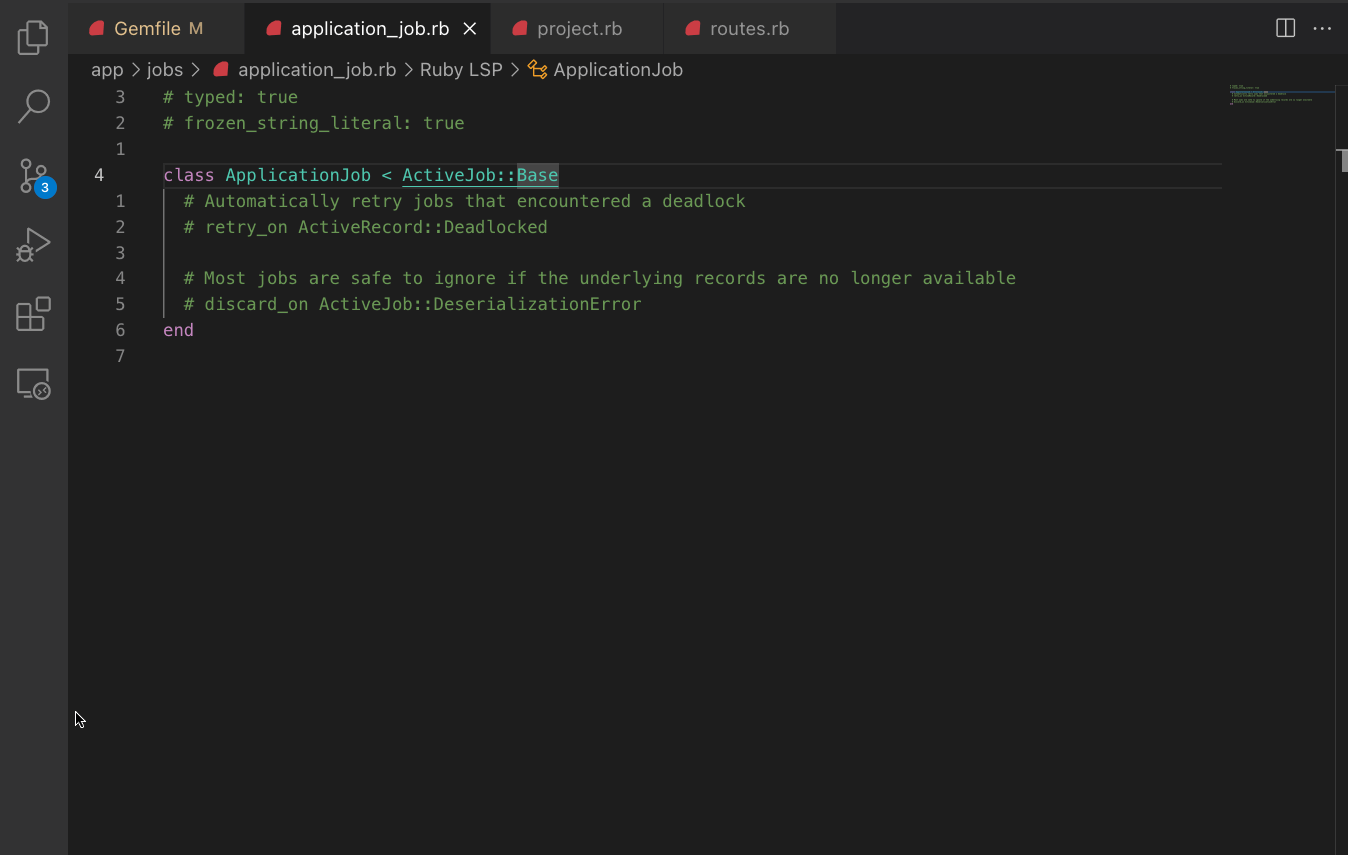 Gemfile M application_job.rb project.rb routes.rb
app jobs application_job.rb Ruby LSP ApplicationJob
3 # typed: true
2 # frozen_string_literal: true
1
4 class ApplicationJob < ActiveJob::Base
1 # Automatically retry jobs that encountered a deadlock
2 # retry_on ActiveRecord::Deadlocked
3
4 # Most jobs are safe to ignore if the underlying records are no longer available
5 # discard_on ActiveJob::DeserializationError
6 end
7
3